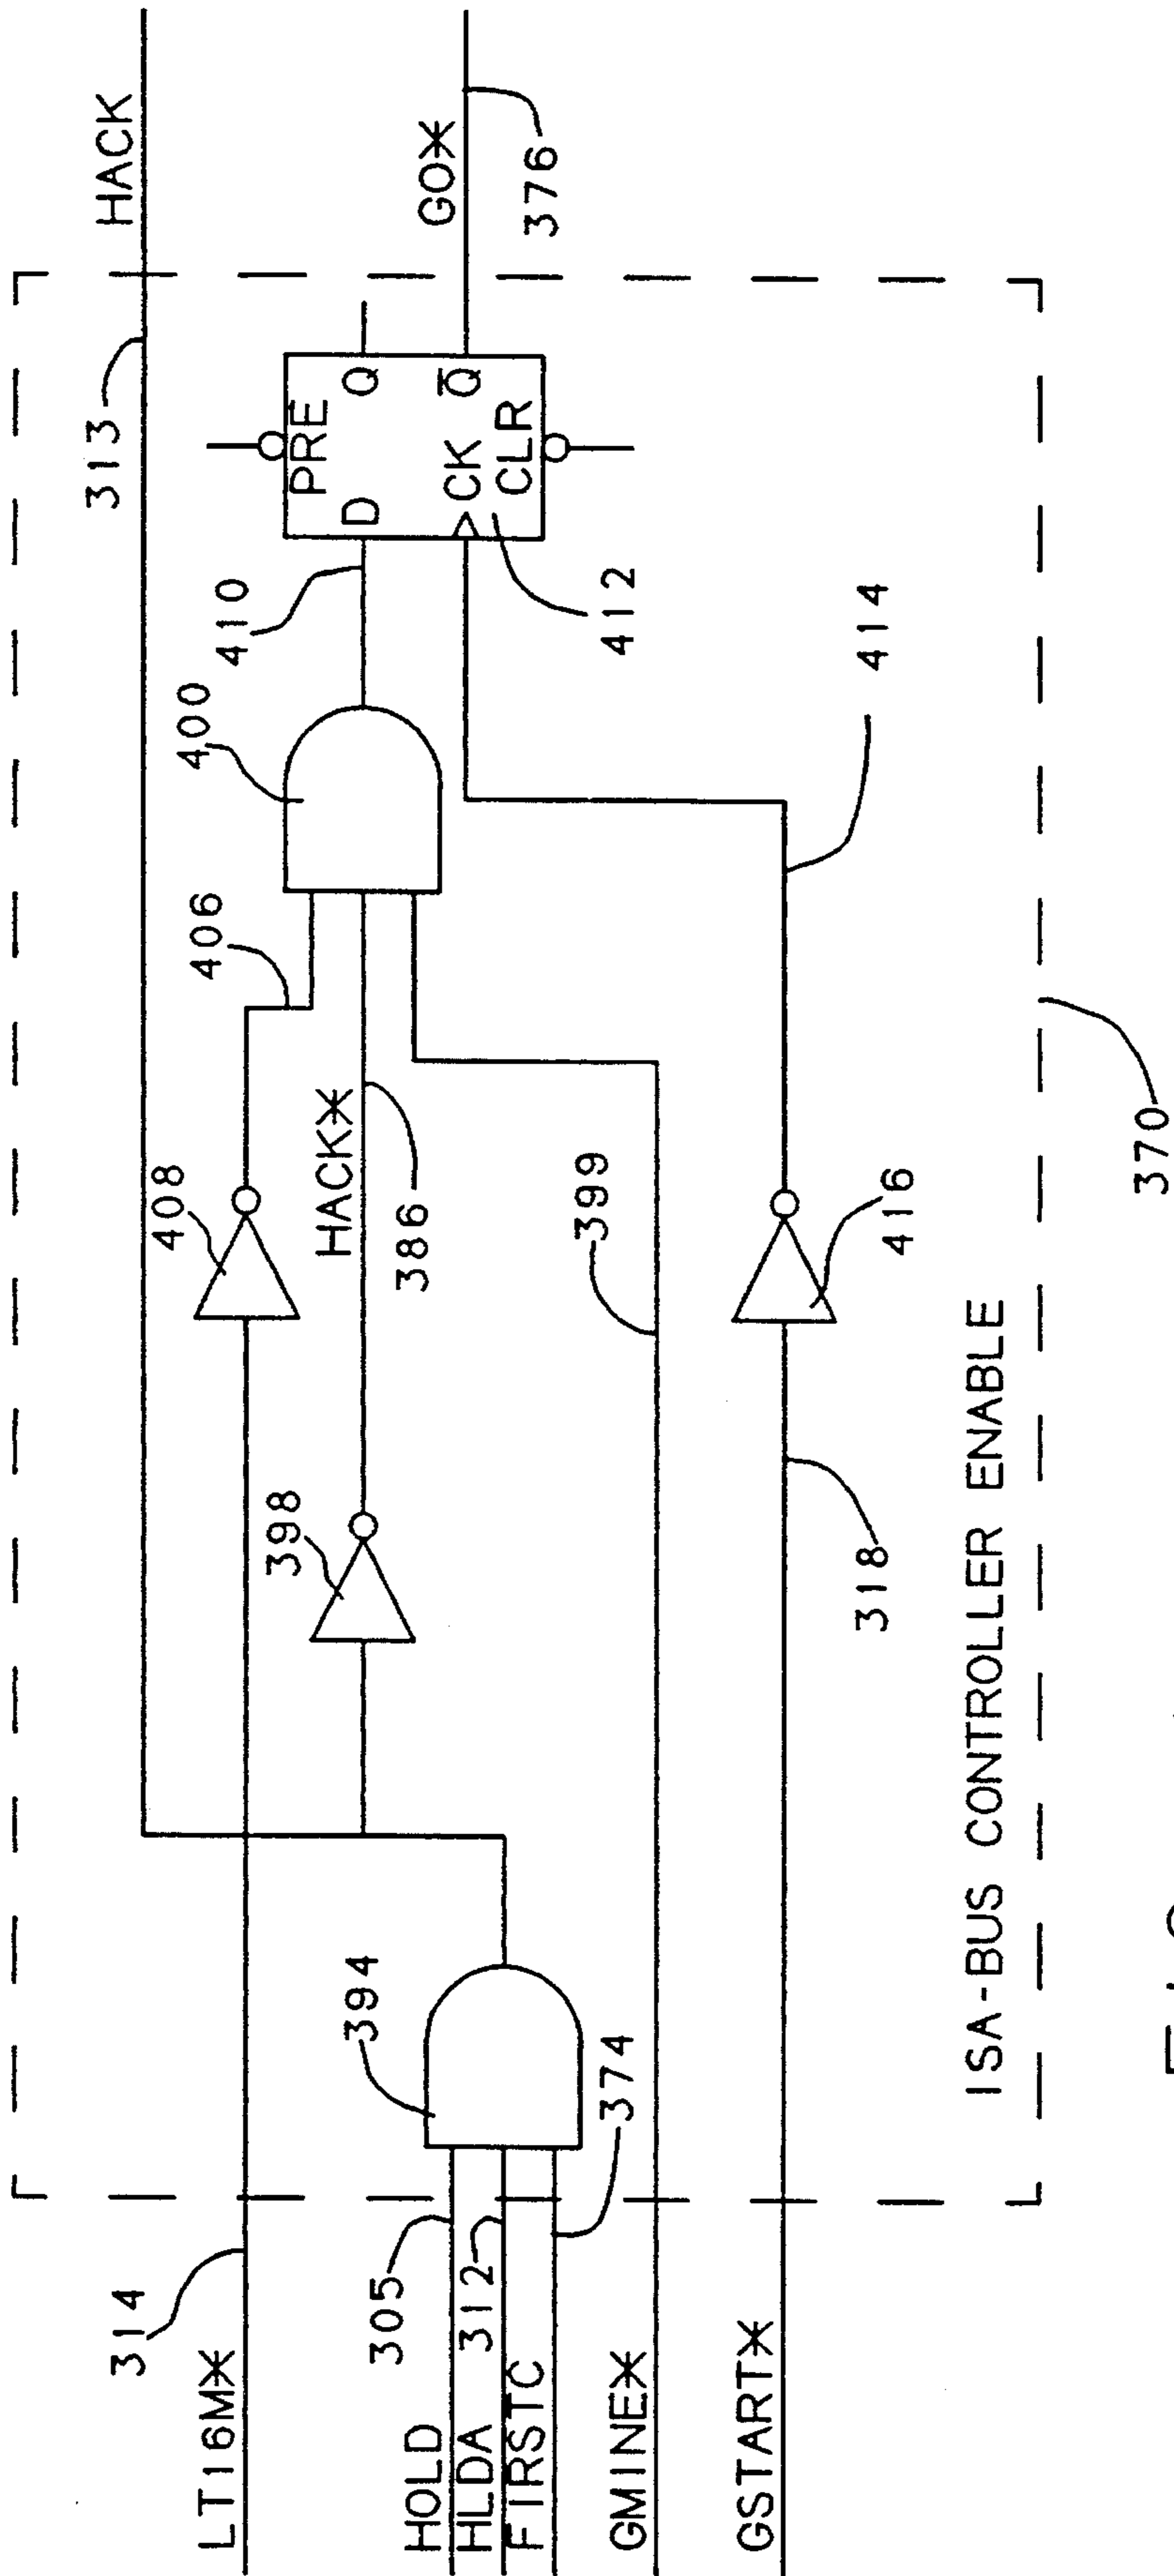 HACK
313
LT16M*
314
408
406
400
410
PRE
D
Q
CK
Q̅
CLR
412
GO*
376
HOLD
305
HLDA
312
FIRSTC
374
394
398
HACK*
386
GMINE*
399
GSTART*
318
416
414
ISA-BUS CONTROLLER ENABLE
370